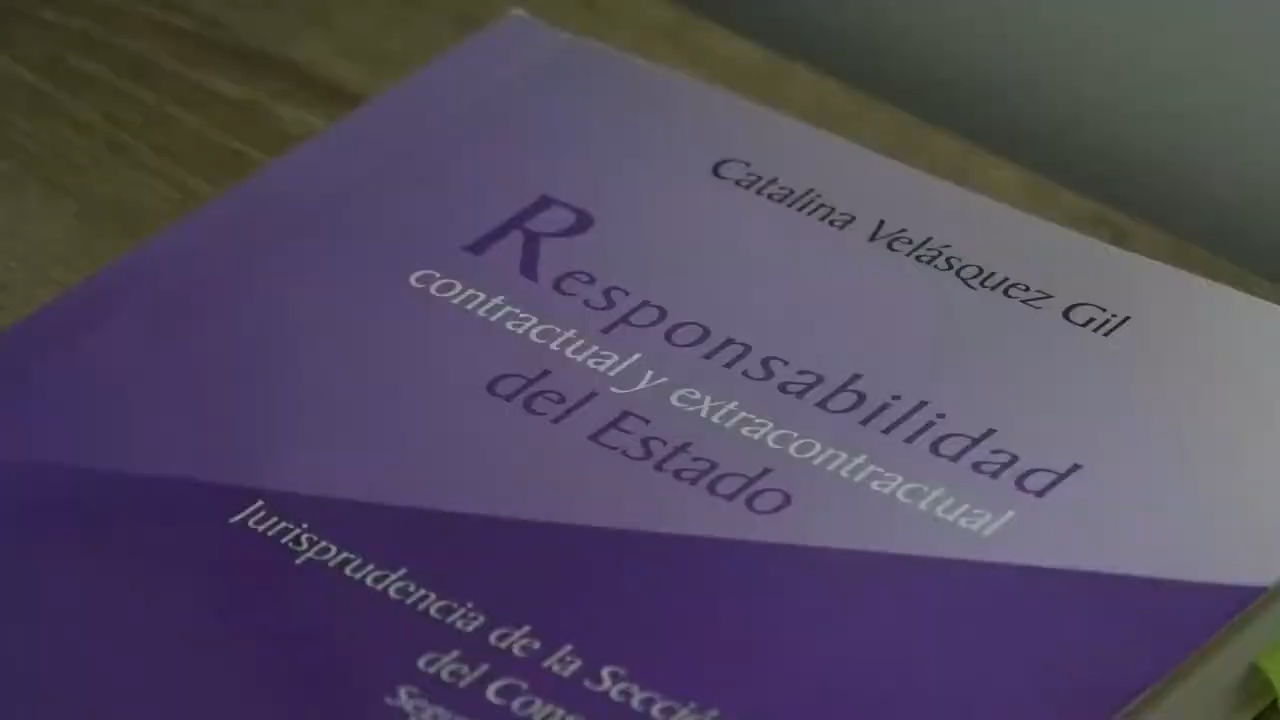 Catalina Velásquez Gil
Responsabilidad
contractual y extracontractual
del Estado
Jurisprudencia de la
del